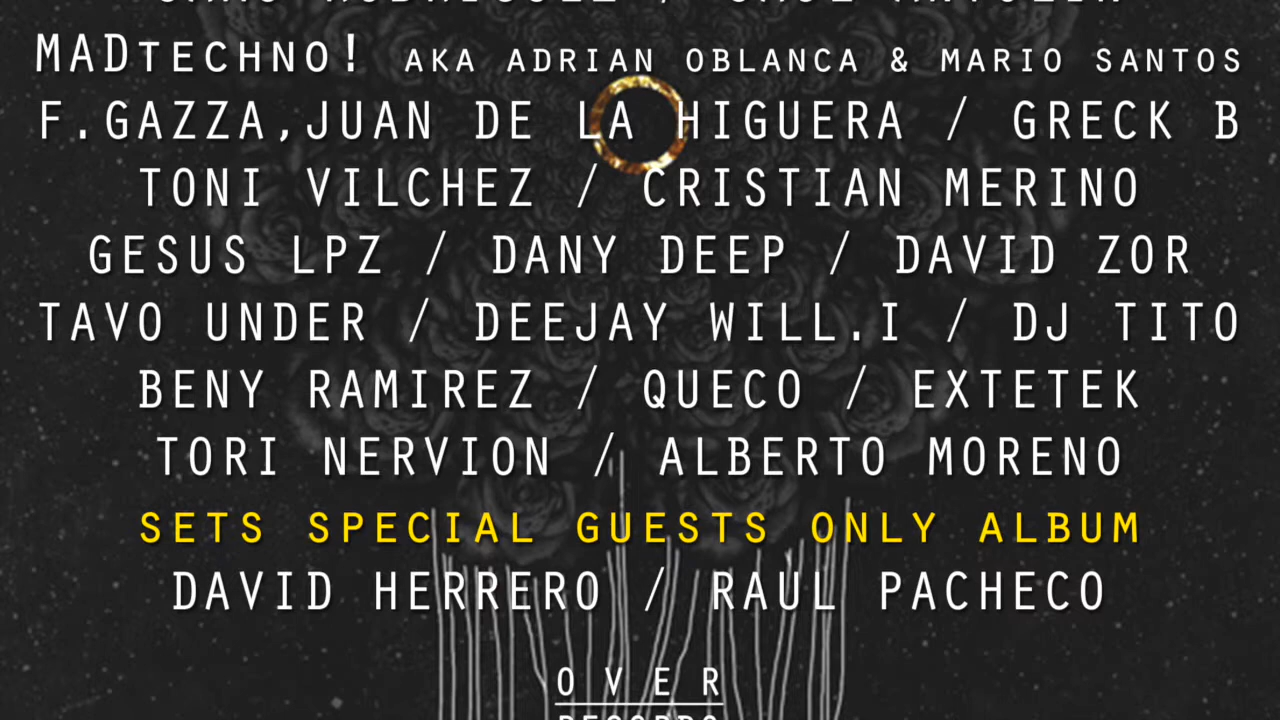 MADTECHNO! AKA ADRIAN OBLANCA & MARIO SANTOS
F.GAZZA,JUAN DE LA HIGUERA / GRECK B
TONI VILCHEZ / CRISTIAN MERINO
GESUS LPZ / DANY DEEP / DAVID ZOR
TAVO UNDER / DEEJAY WILL.I / DJ TITO
BENY RAMIREZ / QUECO / EXTETEK
TORI NERVION / ALBERTO MORENO
SETS SPECIAL GUESTS ONLY ALBUM
DAVID HERRERO / RAUL PACHECO
OVER
RECORDS